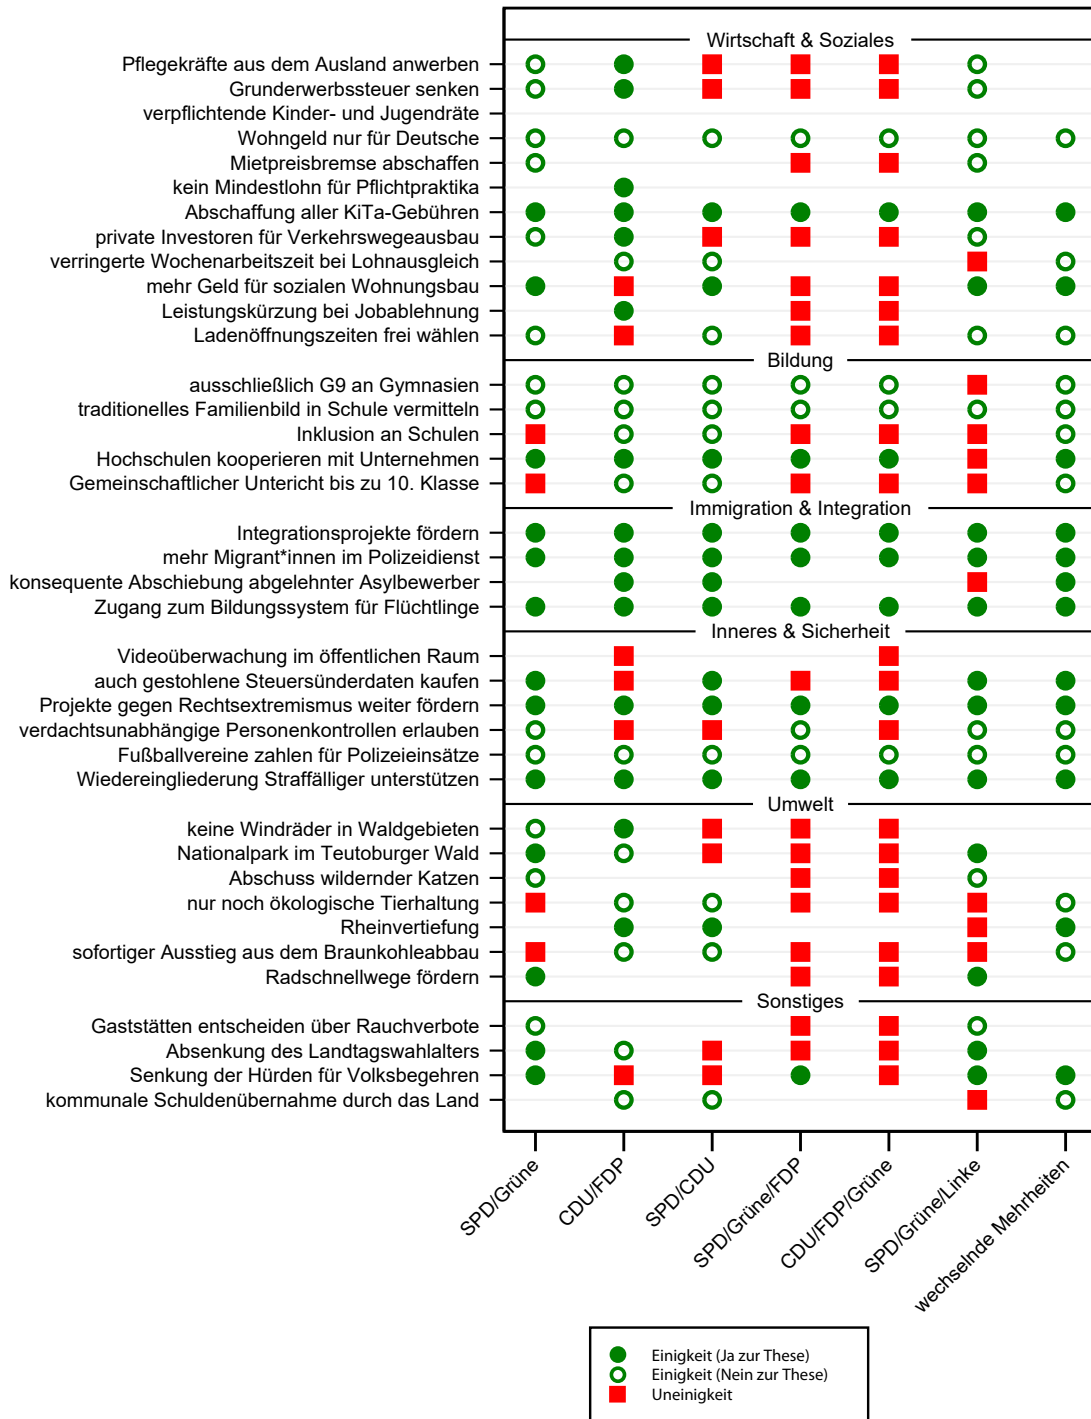 Wirtschaft & Soziales
Pflegekräfte aus dem Ausland anwerben
Grunderwerbssteuer senken
verpflichtende Kinder- und Jugendräte
Wohngeld nur für Deutsche
Mietpreisbremse abschaffen
kein Mindestlohn für Pflichtpraktika
Abschaffung aller KiTa-Gebühren
private Investoren für Verkehrswegeausbau
verringerte Wochenarbeitszeit bei Lohnausgleich
mehr Geld für sozialen Wohnungsbau
Leistungskürzung bei Jobablehnung
Ladenöffnungszeiten frei wählen
Bildung
ausschließlich G9 an Gymnasien
traditionelles Familienbild in Schule vermitteln
Inklusion an Schulen
Hochschulen kooperieren mit Unternehmen
Gemeinschaftlicher Untericht bis zu 10. Klasse
Immigration & Integration
Integrationsprojekte fördern
mehr Migrant*innen im Polizeidienst
konsequente Abschiebung abgelehnter Asylbewerber
Zugang zum Bildungssystem für Flüchtlinge
Inneres & Sicherheit
Videoüberwachung im öffentlichen Raum
auch gestohlene Steuersünderdaten kaufen
Projekte gegen Rechtsextremismus weiter fördern
verdachtsunabhängige Personenkontrollen erlauben
Fußballvereine zahlen für Polizeieinsätze
Wiedereingliederung Straffälliger unterstützen
Umwelt
keine Windräder in Waldgebieten
Nationalpark im Teutoburger Wald
Abschuss wildernder Katzen
nur noch ökologische Tierhaltung
Rheinvertiefung
sofortiger Ausstieg aus dem Braunkohleabbau
Radschnellwege fördern
Sonstiges
Gaststätten entscheiden über Rauchverbote
Absenkung des Landtagswahlalters
Senkung der Hürden für Volksbegehren
kommunale Schuldenübernahme durch das Land
SPD/Grüne
CDU/FDP
SPD/CDU
SPD/Grüne/FDP
CDU/FDP/Grüne
SPD/Grüne/Linke
wechselnde Mehrheiten
Einigkeit (Ja zur These)
Einigkeit (Nein zur These)
Uneinigkeit